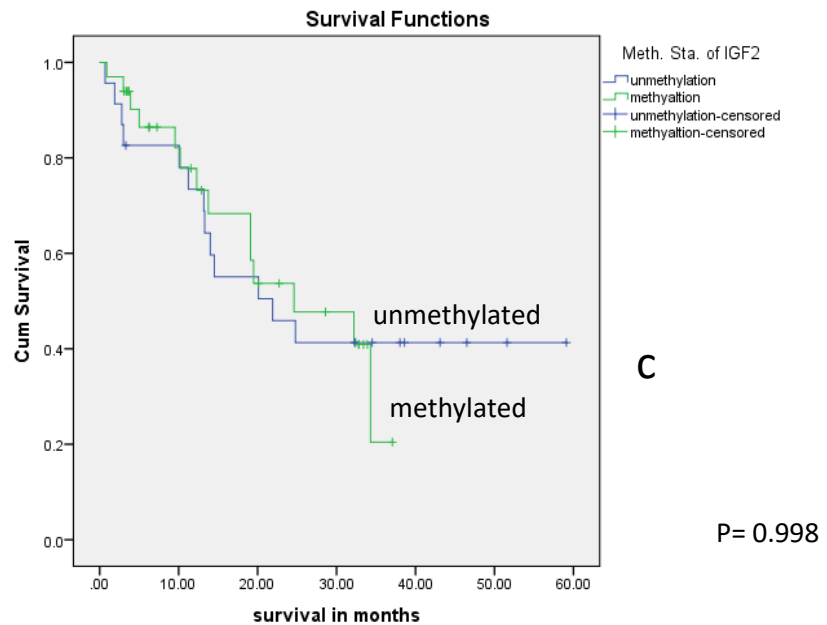 Survival Functions
Meth. Sta. of IGF2
unmethylation
methyaltion
unmethylation-censored
methyaltion-censored
1.0
0.8
0.6
0.4
0.2
0.0
Cum Survival
unmethylated
methylated
C
P= 0.998
.00 10.00 20.00 30.00 40.00 50.00 60.00
survival in months